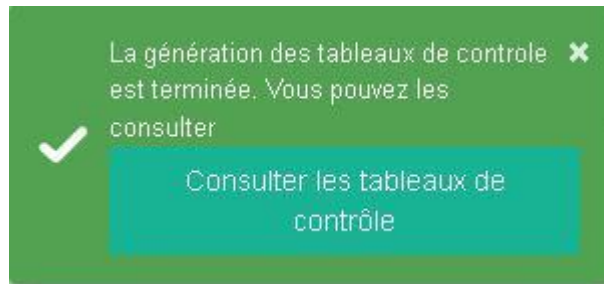 La génération des tableaux de controle
est terminée. Vous pouvez les
consulter
Consulter les tableaux de
contrôle